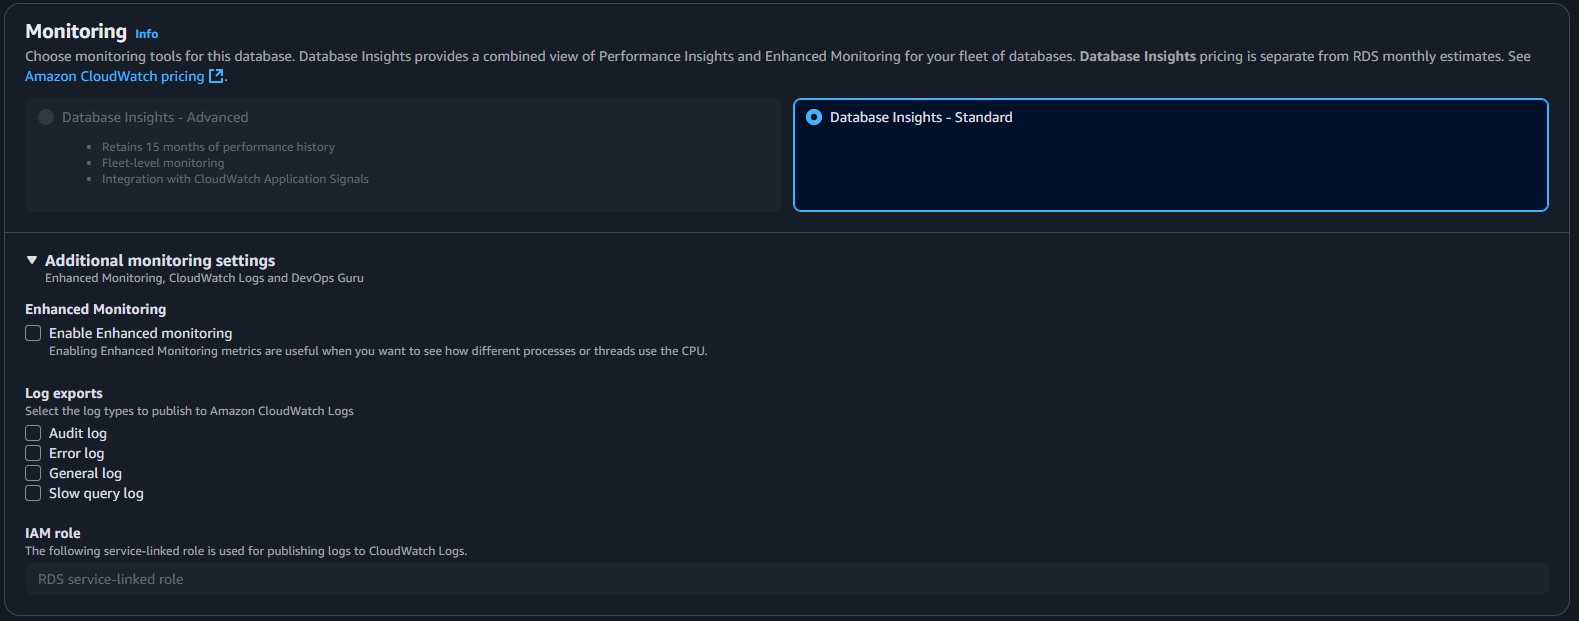 Monitoring Info
Choose monitoring tools for this database. Database Insights provides a combined view of Performance Insights and Enhanced Monitoring for your fleet of databases. Database Insights pricing is separate from RDS monthly estimates. See
Amazon CloudWatch pricing.
Database Insights - Advanced
• Retains 15 months of performance history
• Fleet-level monitoring
• Integration with CloudWatch Application Signals
Database Insights - Standard
Additional monitoring settings
Enhanced Monitoring, CloudWatch Logs and DevOps Guru
Enhanced Monitoring
Enable Enhanced monitoring
Enabling Enhanced Monitoring metrics are useful when you want to see how different processes or threads use the CPU.
Log exports
Select the log types to publish to Amazon CloudWatch Logs
Audit log
Error log
General log
Slow query log
IAM role
The following service-linked role is used for publishing logs to CloudWatch Logs.
RDS service-linked role